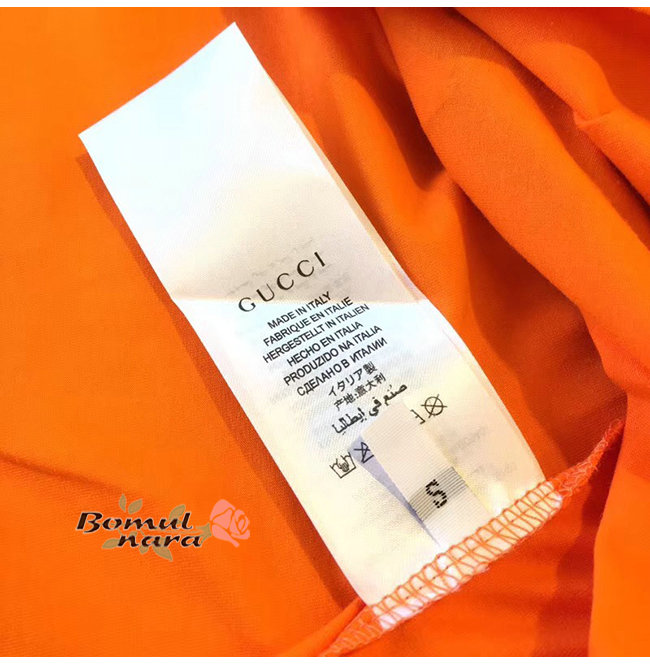 GUCCI
MADE IN ITALY
FABRIQUE EN ITALIE
HERGESTELLT IN ITALIEN
HECHO EN ITALIA
PRODUZIDO NA ITALIA
СДЕЛАНО В ИТАЛИИ
イタリア製
产地:意大利
صنع في إيطاليا
S
Bomul
nara